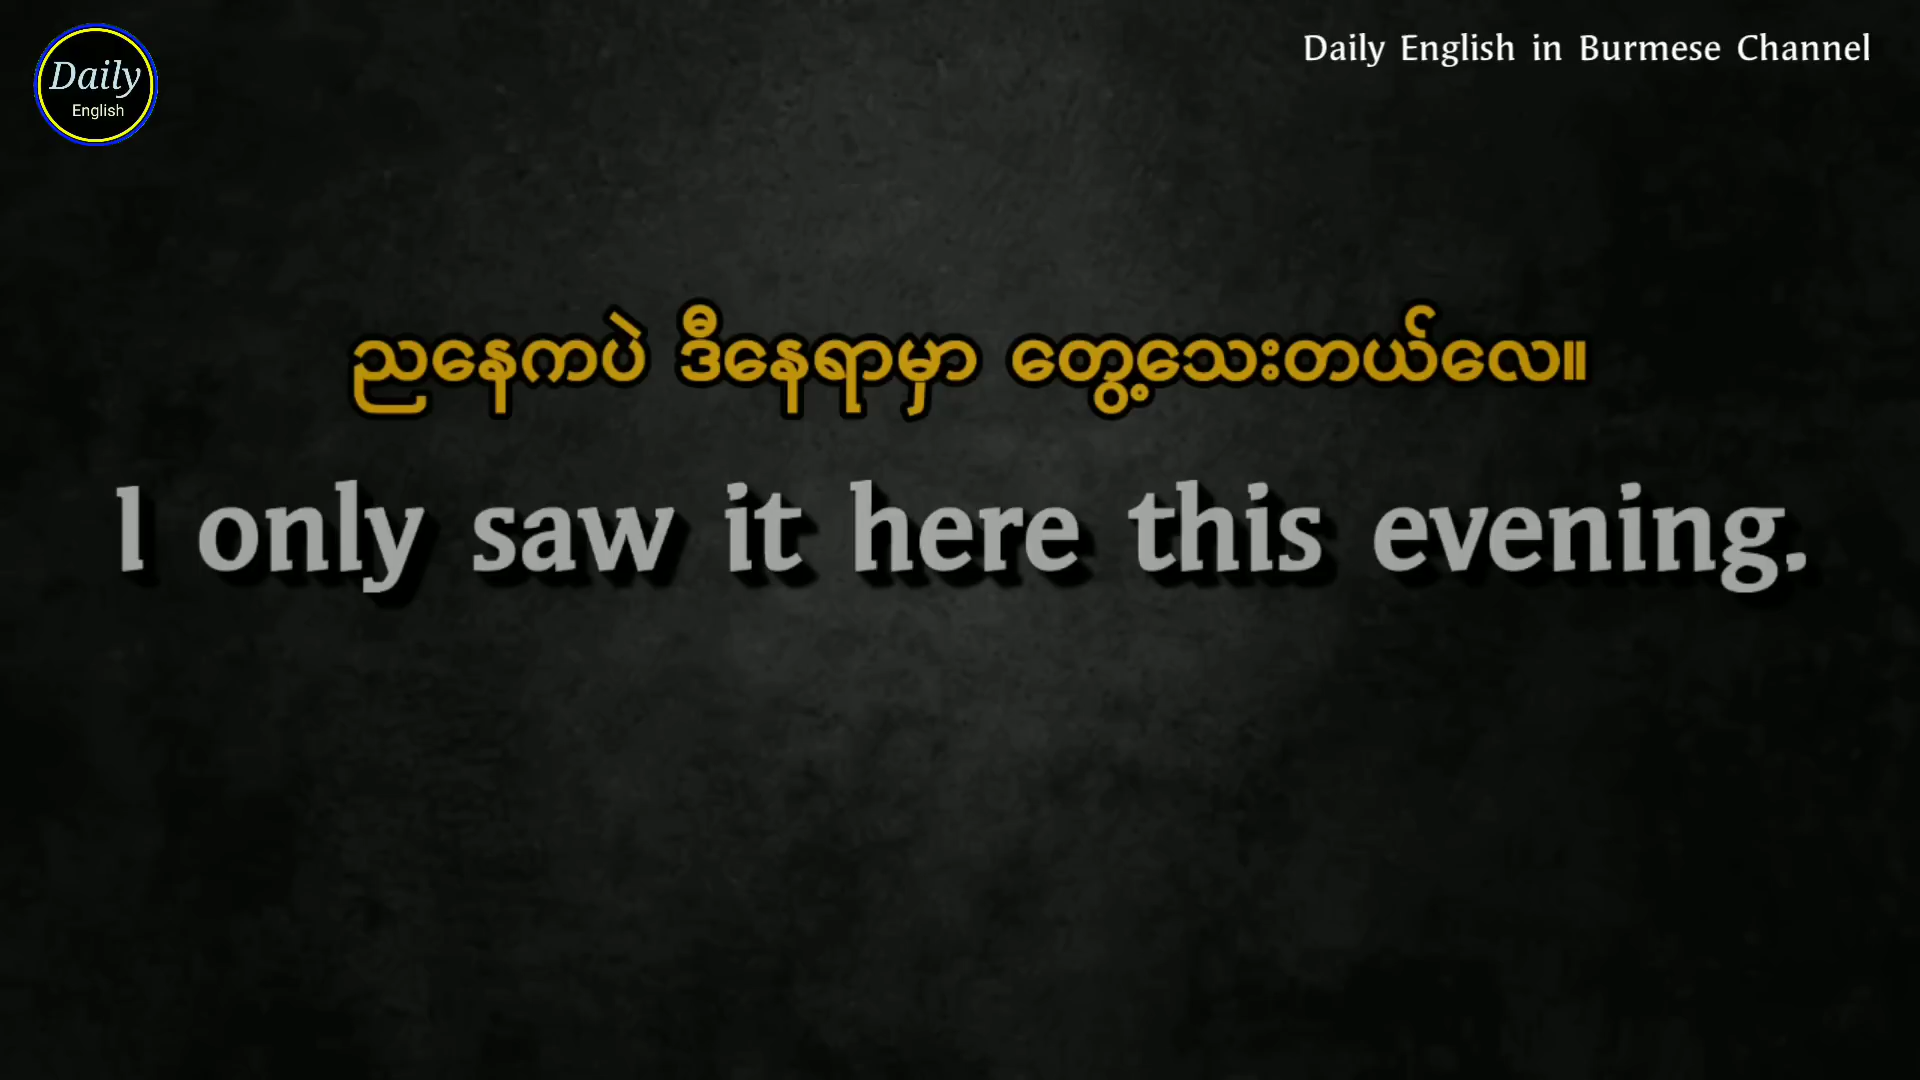 Daily
English
Daily English in Burmese Channel
ညနေကပဲ ဒီနေရာမှာ တွေ့သေးတယ်လေ။
I only saw it here this evening.